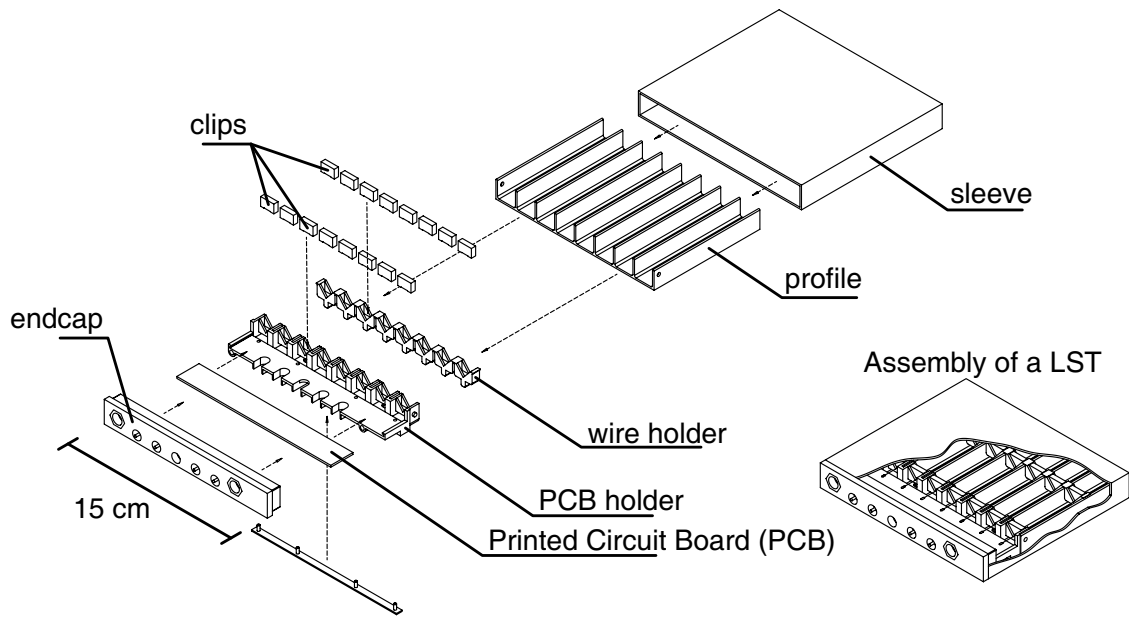 clips
sleeve
profile
endcap
Assembly of a LST
wire holder
PCB holder
15 cm
Printed Circuit Board (PCB)